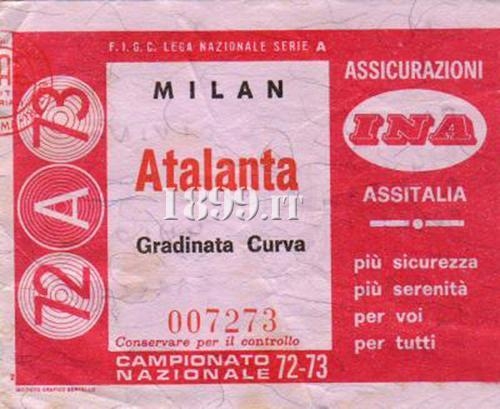 F.I.G.C. LEGA NAZIONALE SERIE A
72 A 73
MILAN
Atalanta
1899.IT
Gradinata Curva
007273
Conservare per il controllo
CAMPIONATO
NAZIONALE 72-73
ASSICURAZIONI
INA
ASSITALIA
più sicurezza
più serenità
per voi
per tutti